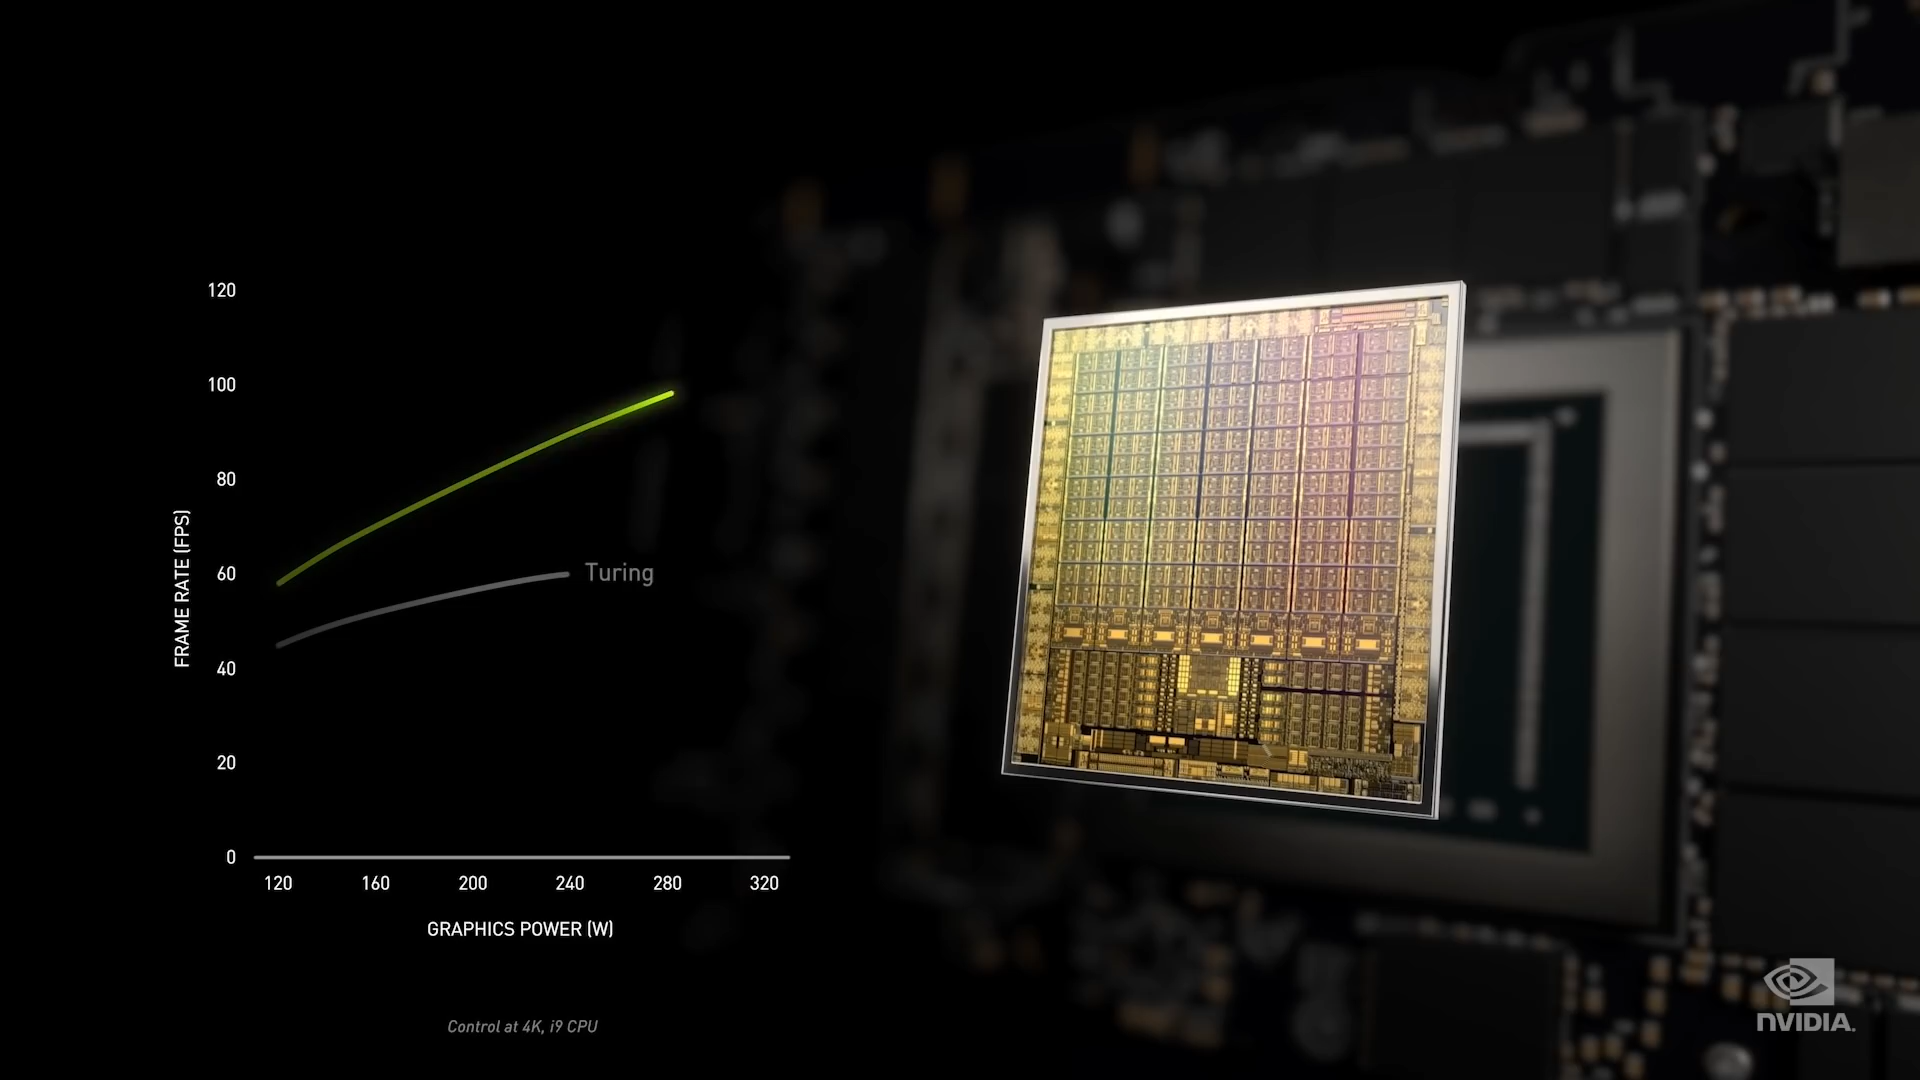 120
100
80
60
40
20
0
FRAME RATE (FPS)
Turing
120 160 200 240 280 320
GRAPHICS POWER (W)
Control at 4K, i9 CPU
NVIDIA.